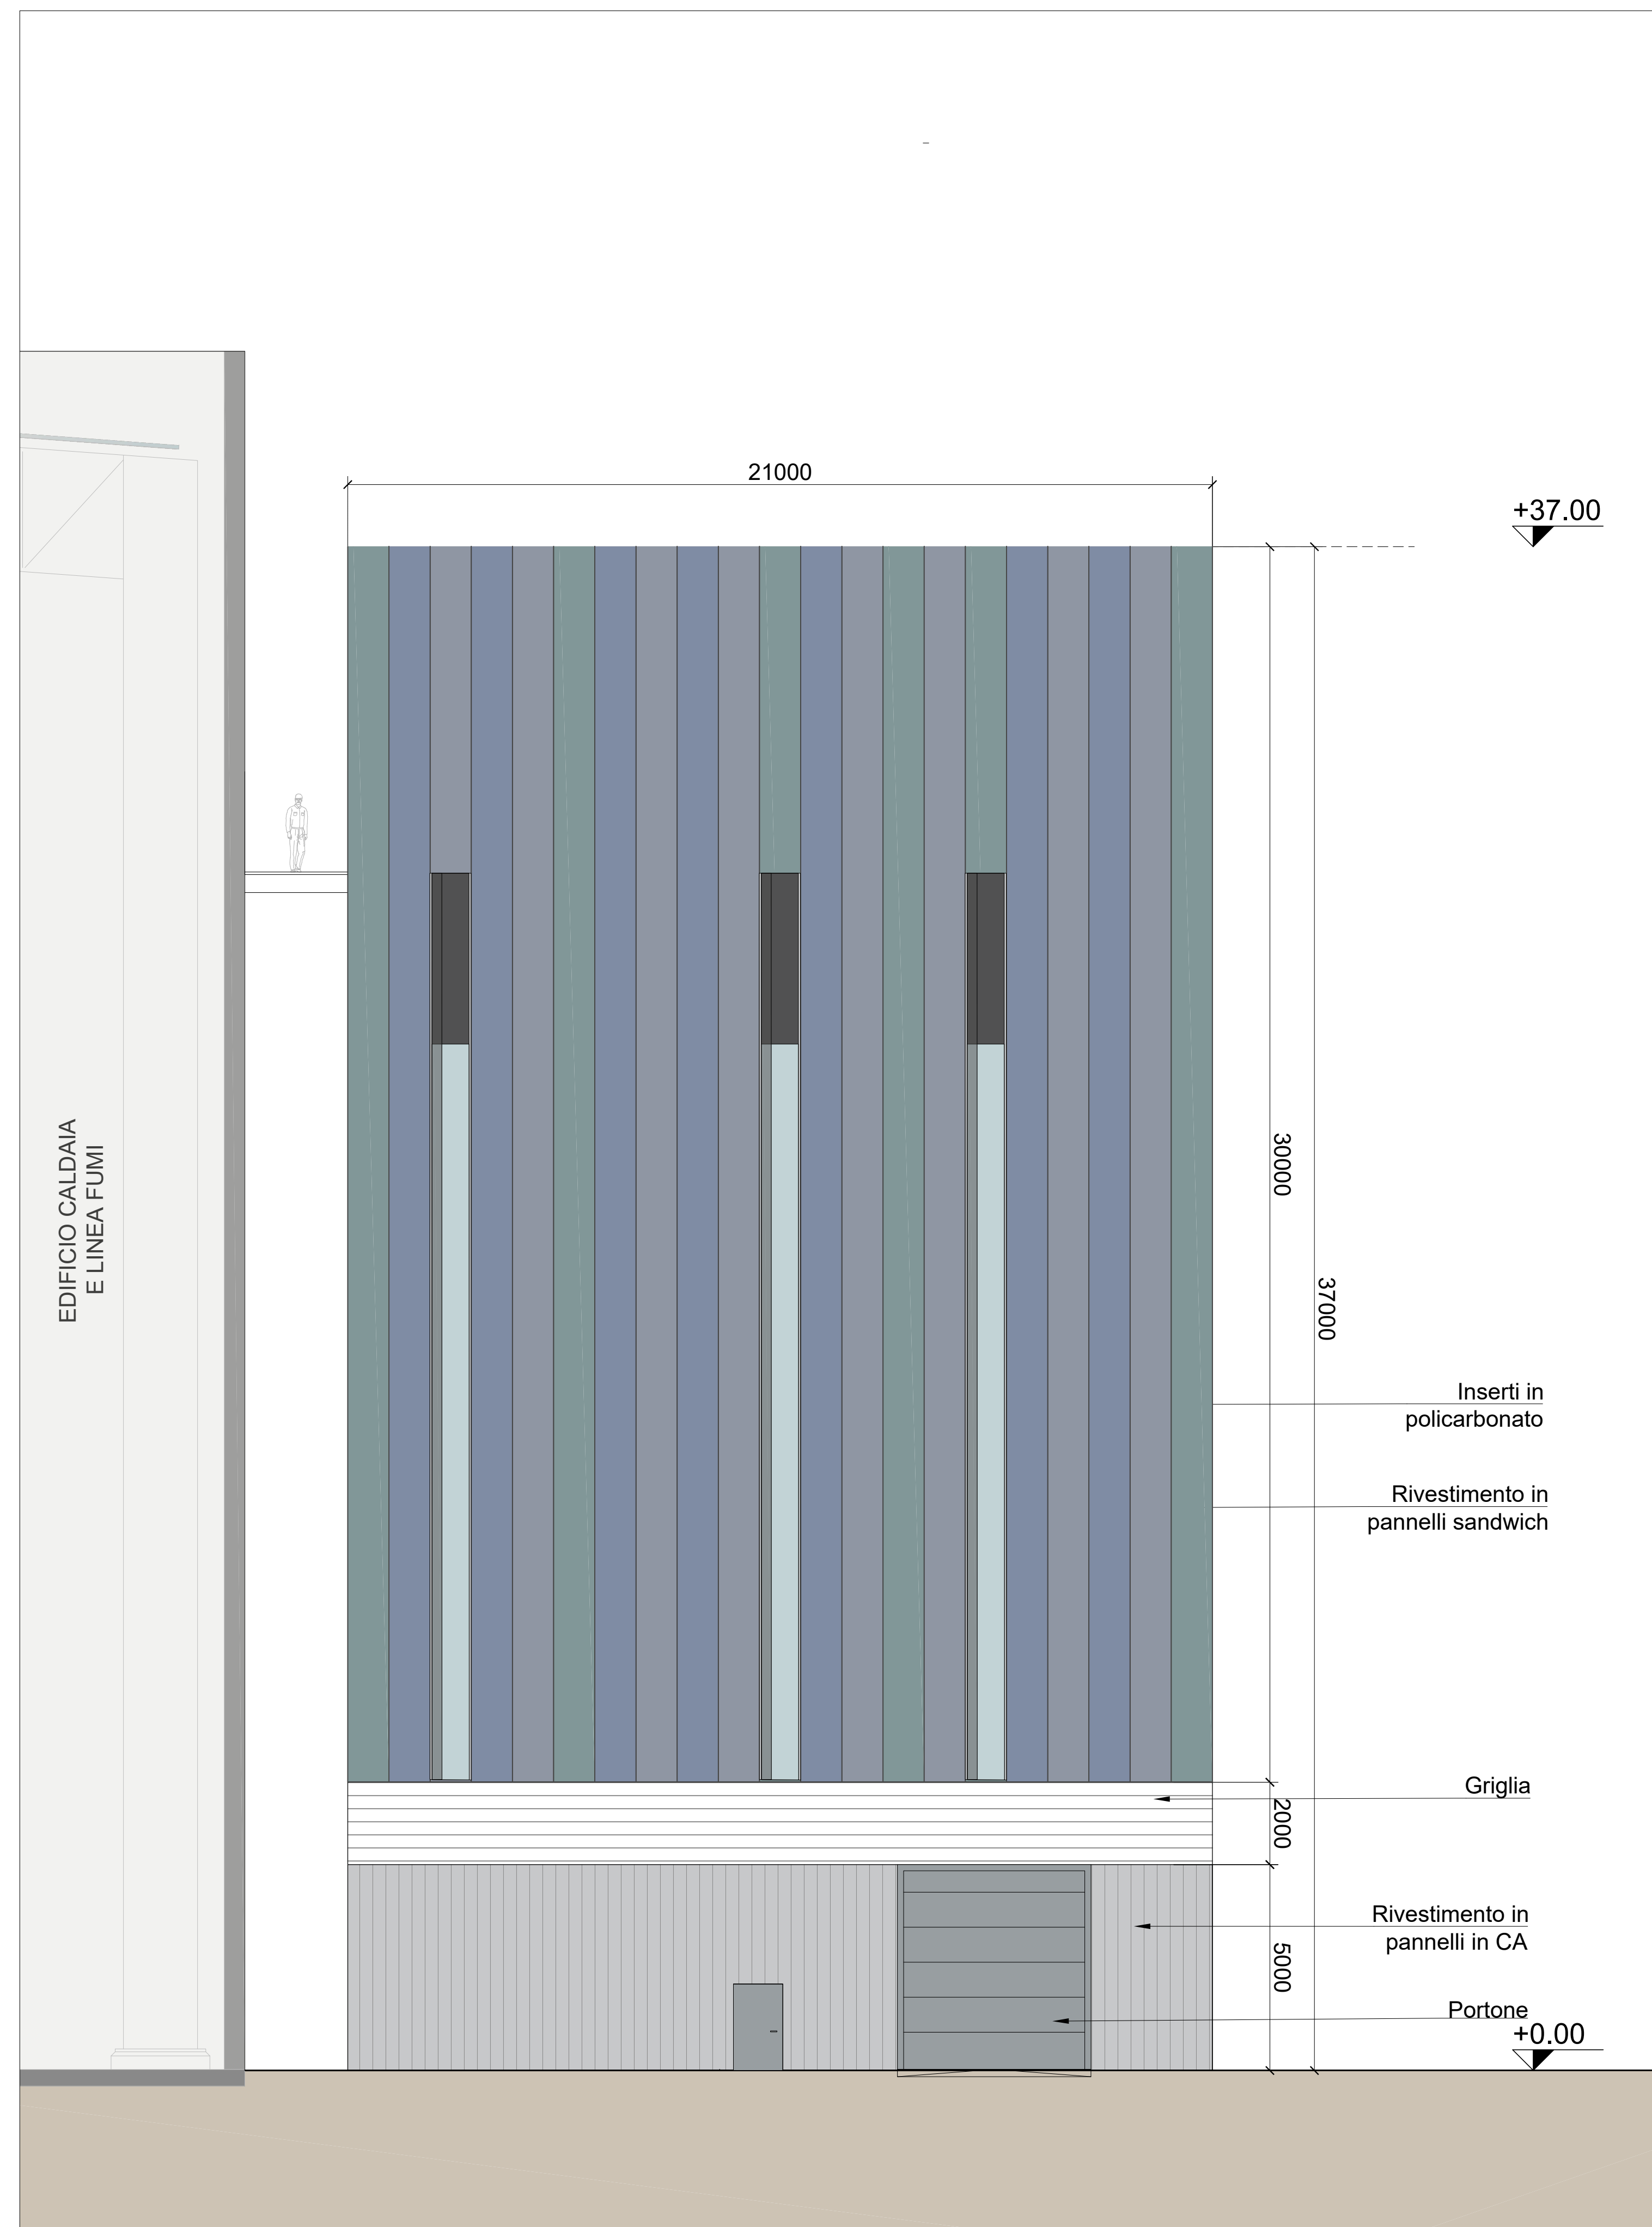 21000
+37.00
EDIFICIO CALDAIA
E LINEA FUMI
30000
37000
Inserti in
policarbonato
Rivestimento in
pannelli sandwich
Griglia
2000
Rivestimento in
pannelli in CA
5000
Portone
+0.00